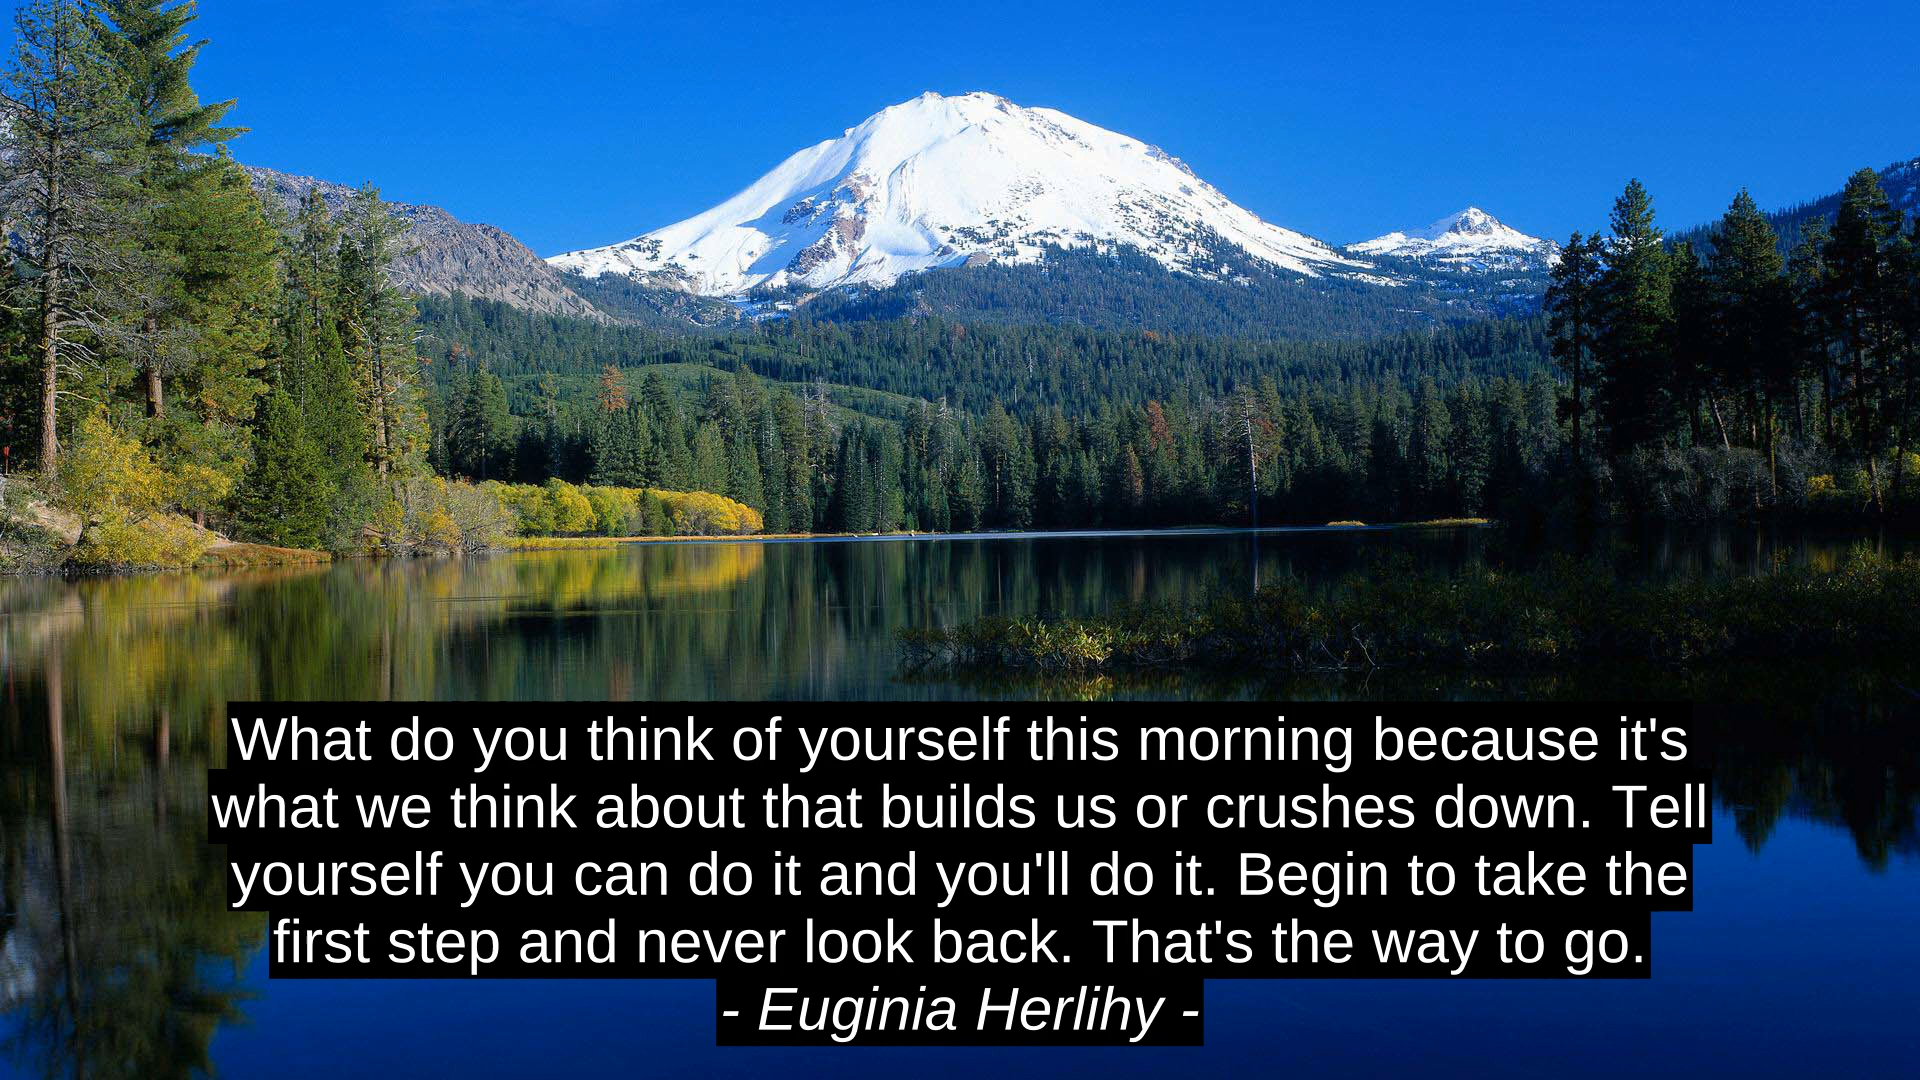 What do you think of yourself this morning because it's
what we think about that builds us or crushes down. Tell
yourself you can do it and you'll do it. Begin to take the
first step and never look back. That's the way to go.
- Euginia Herlihy -